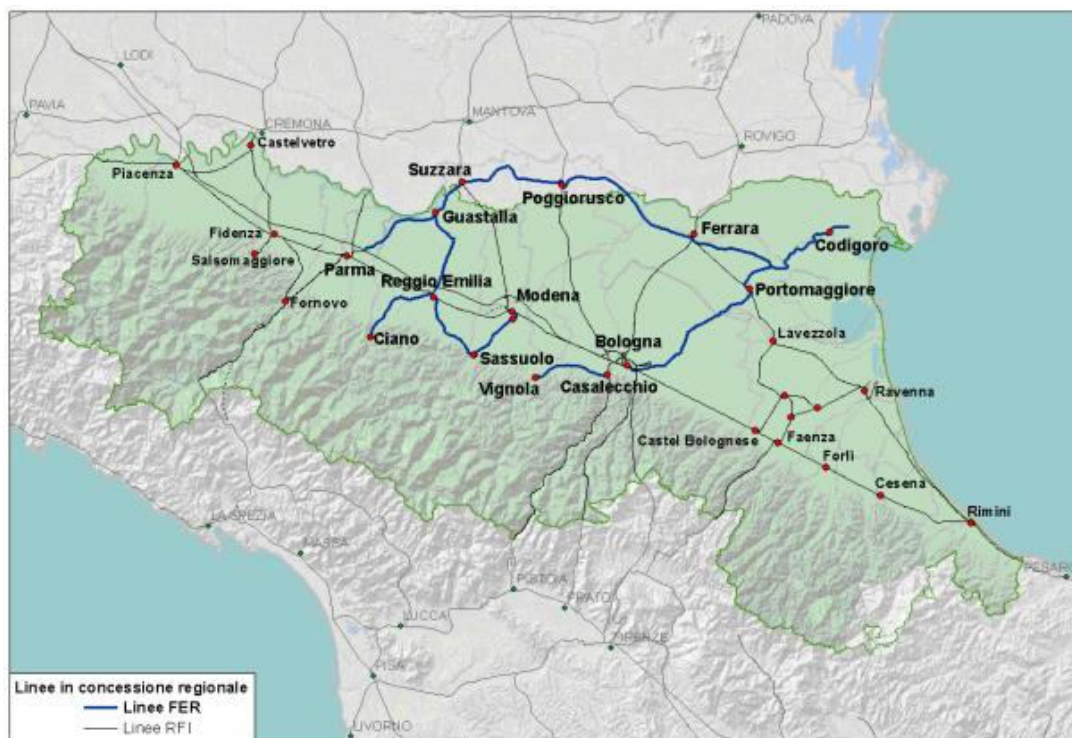 PADOVA
LODI
PAVIA
CREMONA
MANTOVA
ROVIGO
Castelvetro
Piacenza
Suzzara
Poggiorusco
Guastalla
Ferrara
Codigoro
Fidenza
Salsomaggiore
Parma
Reggio Emilia
Modena
Portomaggiore
Fornovo
Ciano
Bologna
Lavezzola
Sassuolo
Vignola
Casalecchio
Ravenna
Castel Bolognese
Faenza
Forlì
Cesena
Rimini
LA SPEZIA
MASSA
PISTOIA
PESARO
PRATO
LUCCA
FIRENZE
PISA
LIVORNO
Linee in concessione regionale
Linee FER
Linee RFI